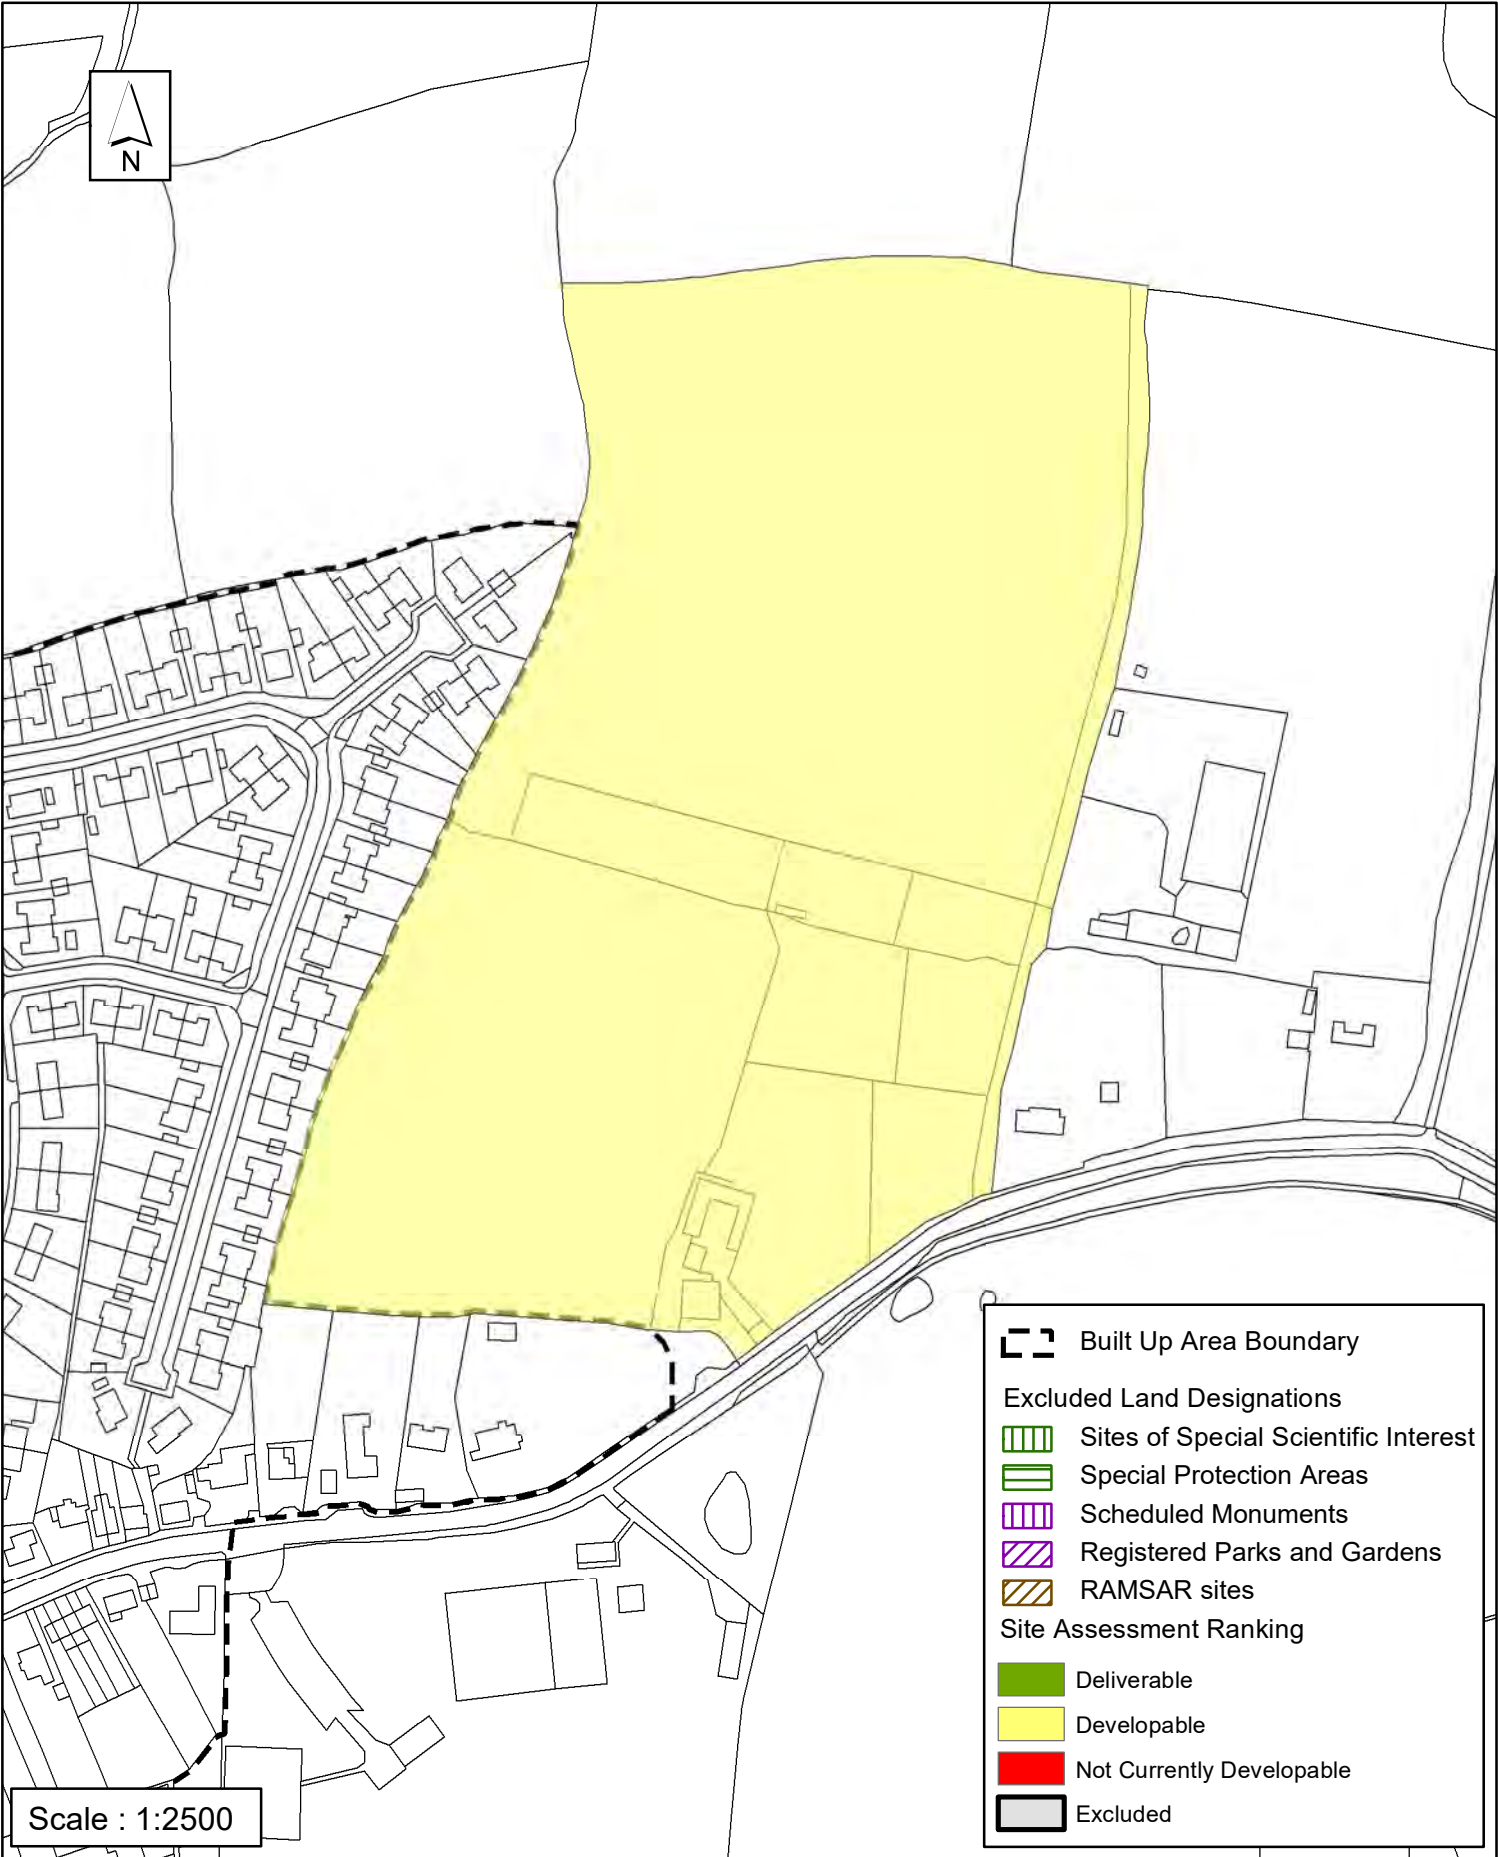 N
Built Up Area Boundary
Excluded Land Designations
Sites of Special Scientific Interest
Special Protection Areas
Scheduled Monuments
Registered Parks and Gardens
RAMSAR sites
Site Assessment Ranking
Deliverable
Developable
Not Currently Developable
Excluded
Scale : 1:2500